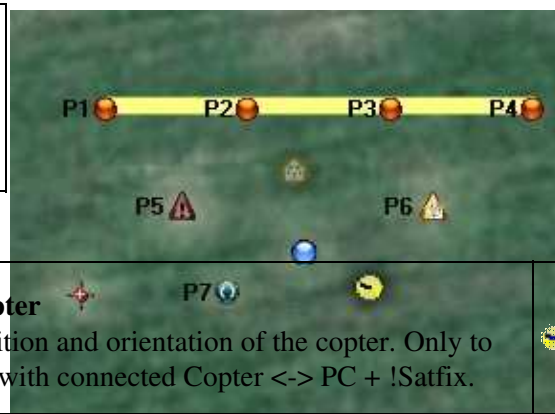 P1 P2 P3 P4
P5 P6
P7
pter
ition and orientation of the copter. Only to
with connected Copter <-> PC + !Satfix.